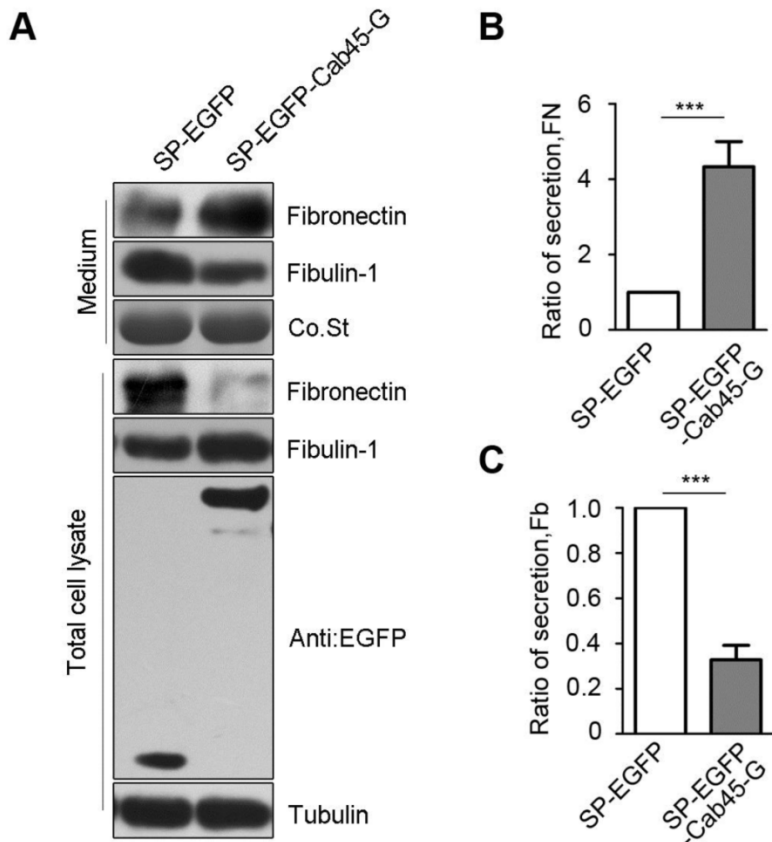 A
SP-EGFP
SP-EGFP-Cab45-G
Medium
Fibronectin
Fibulin-1
Co.St
Total cell lysate
Fibronectin
Fibulin-1
Anti:EGFP
Tubulin
B
Ratio of secretion,FN
6
4
2
0
***
SP-EGFP
SP-EGFP
-Cab45-G
C
Ratio of secretion,Fb
1.0
0.8
0.6
0.4
0.2
0
***
SP-EGFP
SP-EGFP
-Cab45-G